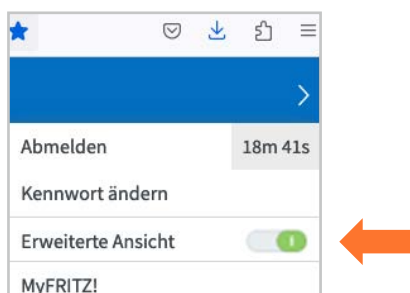 Abmelden 18m 41s
Kennwort ändern
Erweiterte Ansicht
MyFRITZ!